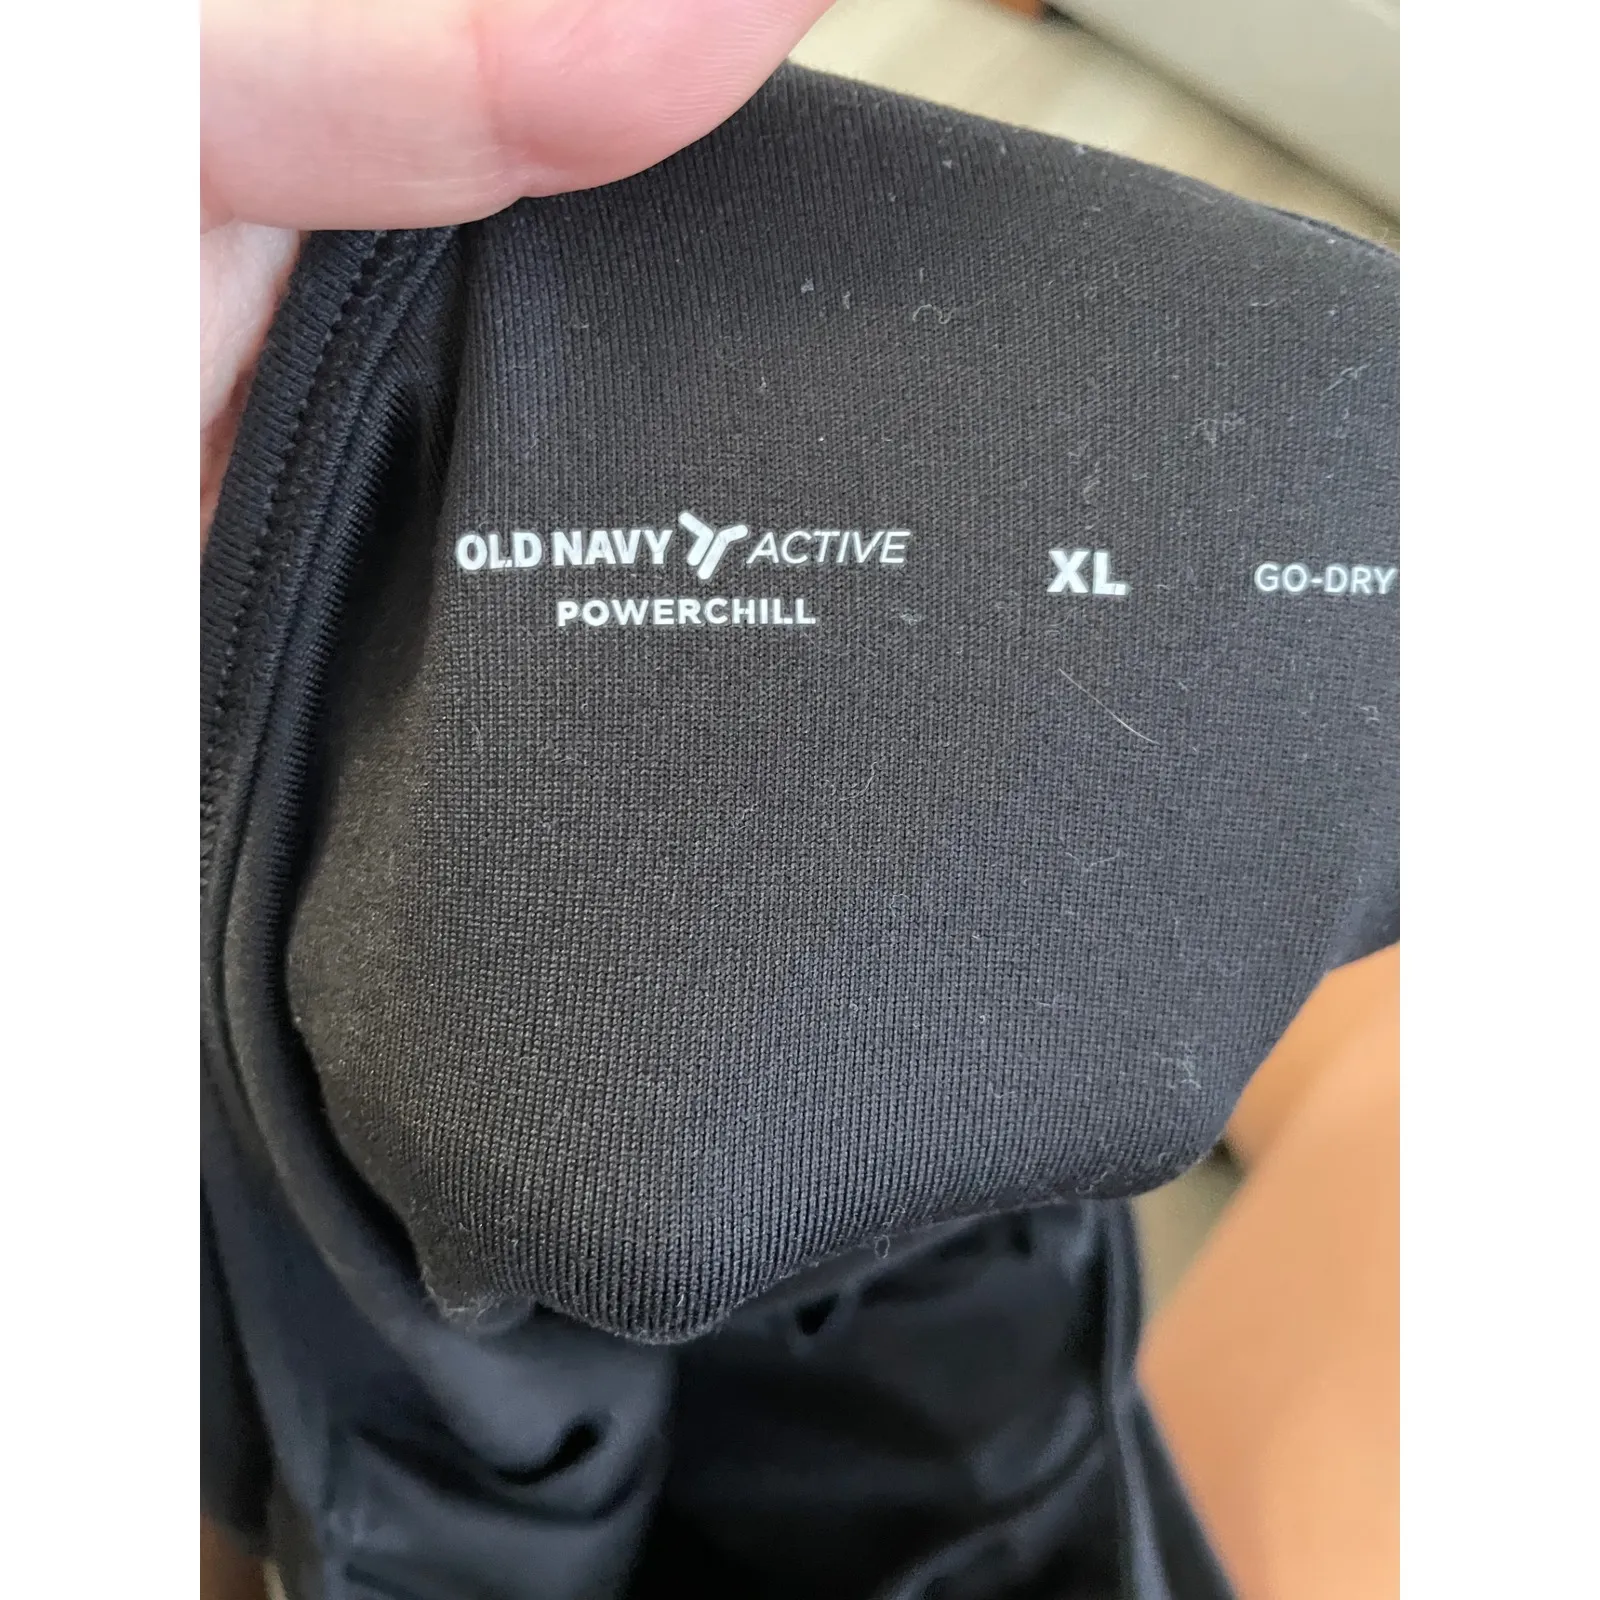 OLD NAVY ACTIVE
POWERCHILL
XL
GO-DRY